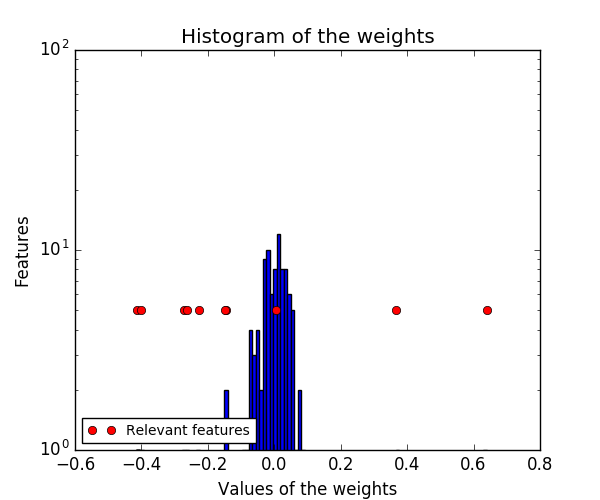 Histogram of the weights
10²
10¹
10⁰
Features
Relevant features
−0.6 −0.4 −0.2 0.0 0.2 0.4 0.6 0.8
Values of the weights